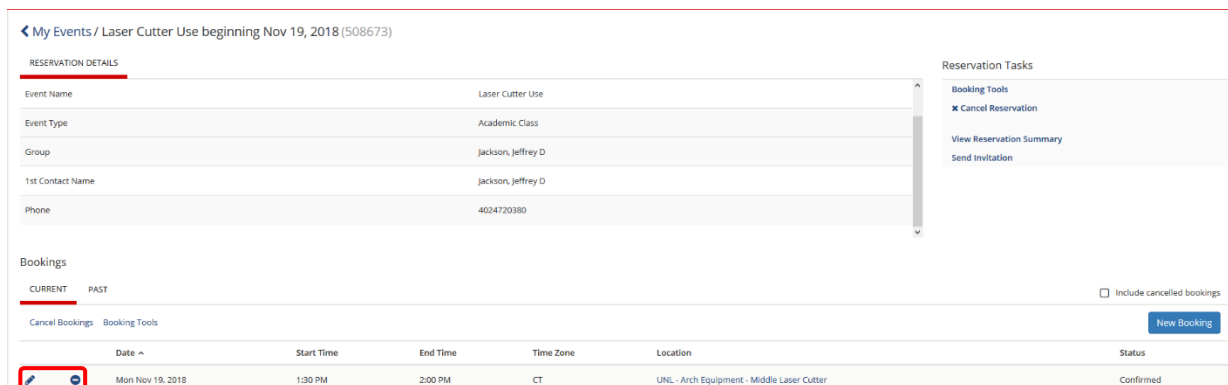 My Events / Laser Cutter Use beginning Nov 19, 2018 (508673)
RESERVATION DETAILS
Event Name Laser Cutter Use
Event Type Academic Class
Group Jackson, Jeffrey D
1st Contact Name Jackson, Jeffrey D
Phone 4024720380
Reservation Tasks
Booking Tools
✖ Cancel Reservation
View Reservation Summary
Send Invitation
Bookings
CURRENT PAST
Include cancelled bookings
Cancel Bookings Booking Tools New Booking
Date Start Time End Time Time Zone Location Status
Mon Nov 19, 2018 1:30 PM 2:00 PM CT UNL - Arch Equipment - Middle Laser Cutter Confirmed